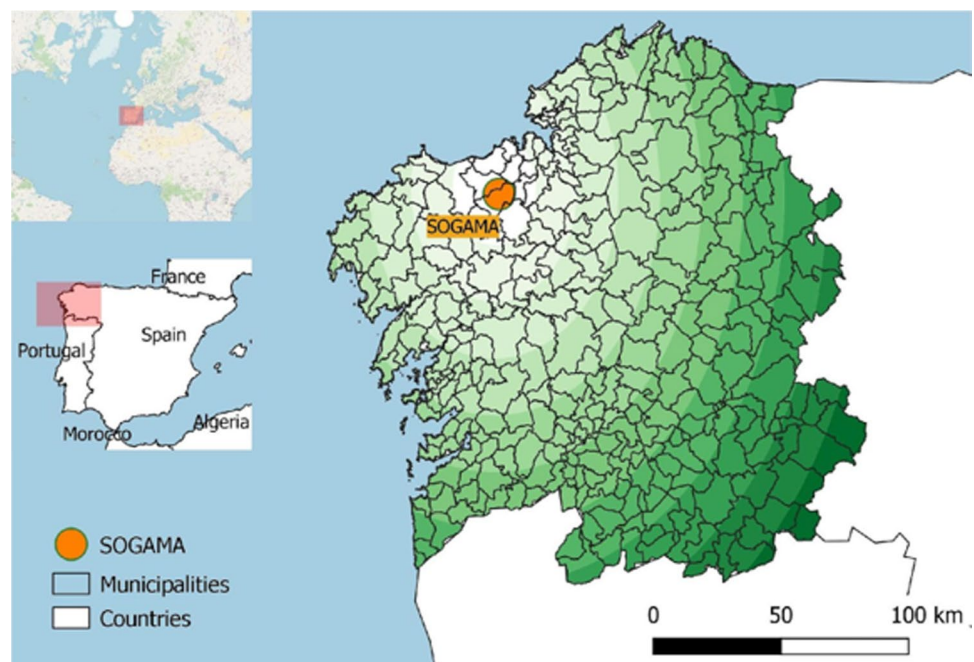 SOGAMA
France
Spain
Portugal
Morocco
Algeria
SOGAMA
Municipalities
Countries
0 50 100 km